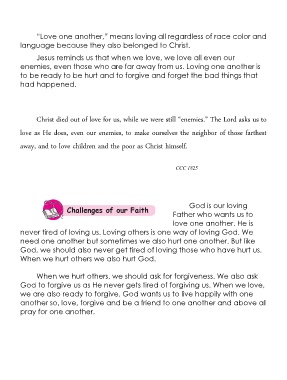 "Love one another," means loving all regardless of race color and
language because they also belonged to Christ.
Jesus reminds us that when we love, we love all even our
enemies, even those who are far away from us. Loving one another is
to be ready to be hurt and to forgive and forget the bad things that
had happened.
Christ died out of love for us, while we were still "enemies." The Lord asks us to
love as He does, even our enemies, to make ourselves the neighbor of those farthest
away, and to love children and the poor as Christ himself.
CCC 1825
Challenges of our Faith
God is our loving
Father who wants us to
love one another. He is
never tired of loving us. Loving others is one way of loving God. We
need one another but sometimes we also hurt one another. But like
God, we should also never get tired of loving those who have hurt us.
When we hurt others we also hurt God.
When we hurt others, we should ask for forgiveness. We also ask
God to forgive us as He never gets tired of forgiving us. When we love,
we are also ready to forgive. God wants us to live happily with one
another so, love, forgive and be a friend to one another and above all
pray for one another.